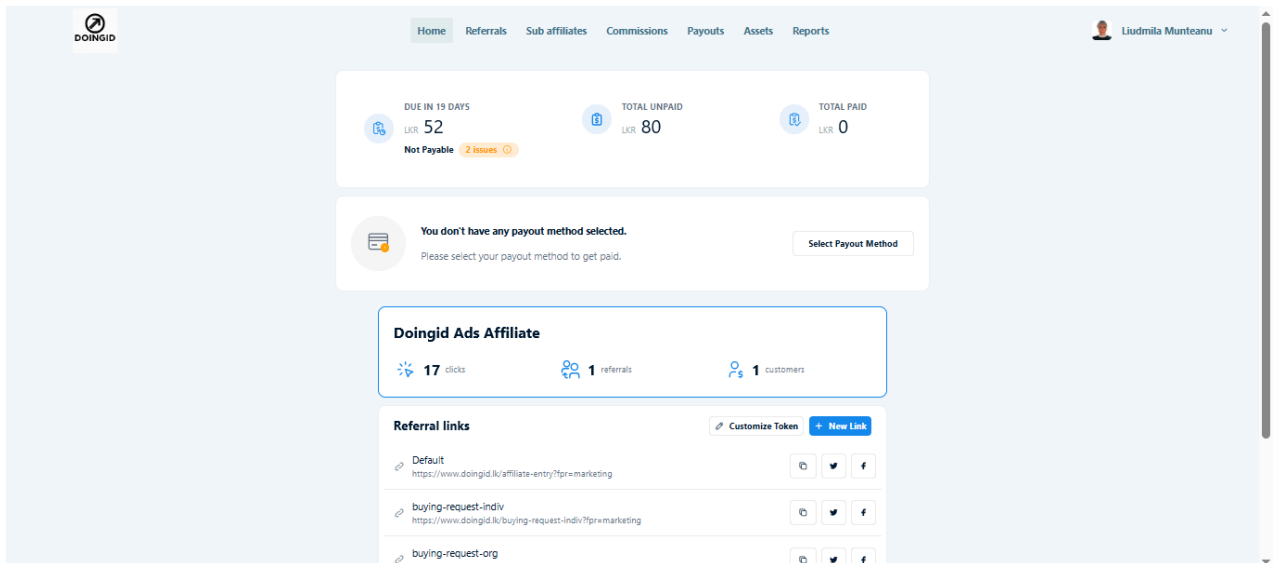 DOINGID
Home Referrals Sub affiliates Commissions Payouts Assets Reports
Liudmila Munteanu
DUE IN 19 DAYS
LKR 52
Not Payable 2 issues
TOTAL UNPAID
LKR 80
TOTAL PAID
LKR 0
You don't have any payout method selected.
Please select your payout method to get paid.
Select Payout Method
Doingid Ads Affiliate
17 clicks
1 referrals
1 customers
Referral links
Customize Token
+ New Link
Default
https://www.doingid.lk/affiliate-entry?fpr=marketing
buying-request-indiv
https://www.doingid.lk/buying-request-indiv?fpr=marketing
buying-request-org